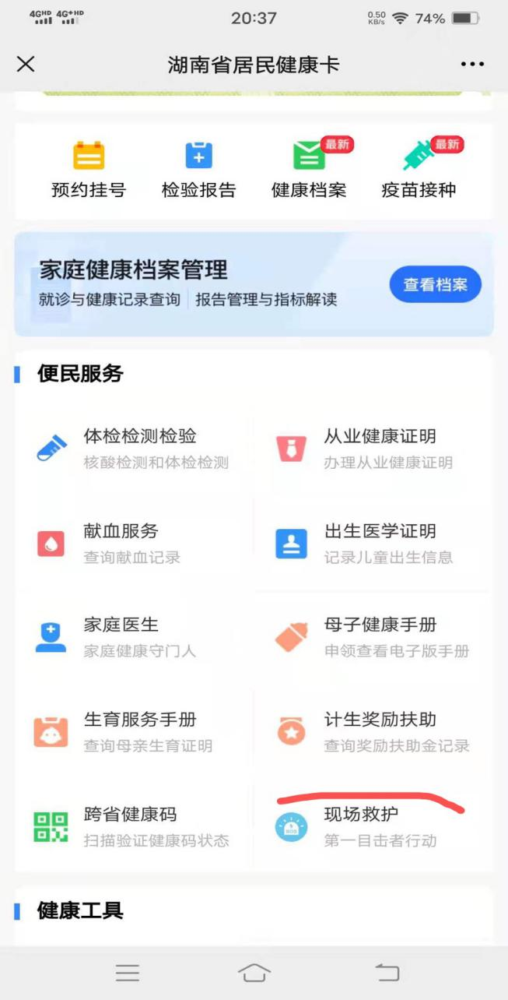 4GHD 4G+HD 20:37 0.50 KB/s 74%
湖南省居民健康卡
最新 最新
预约挂号 检验报告 健康档案 疫苗接种
家庭健康档案管理
就诊与健康记录查询 报告管理与指标解读 查看档案
便民服务
体检检测检验 从业健康证明
核酸检测和体检检测 办理从业健康证明
献血服务 出生医学证明
查询献血记录 记录儿童出生信息
家庭医生 母子健康手册
家庭健康守门人 申领查看电子版手册
生育服务手册 计生奖励扶助
查询母亲生育证明 查询奖励扶助金记录
跨省健康码 现场救护
SOS
扫描验证健康码状态 第一目击者行动
健康工具